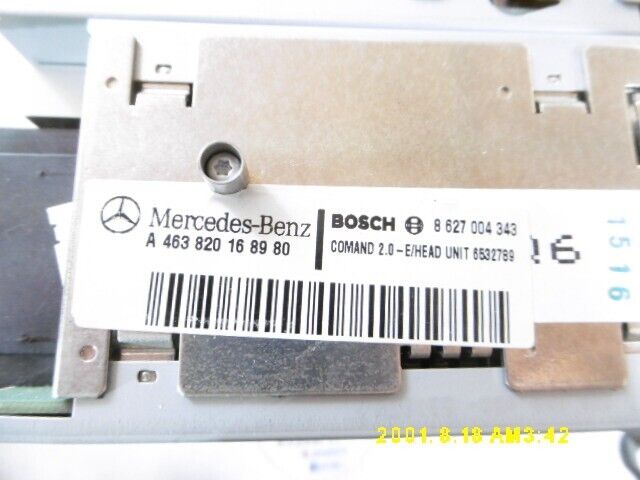 Mercedes-Benz
A 463 820 16 89 80
BOSCH 8 627 004 343
COMAND 2.0-E/HEAD UNIT 6532789
1516
2001. 8.18 AM3:42